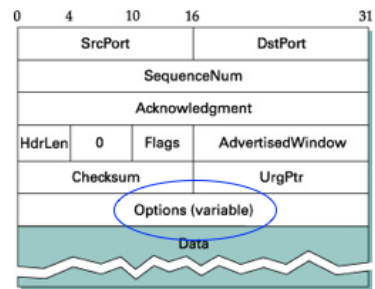 0 4 10 16 31
SrcPort DstPort
SequenceNum
Acknowledgment
HdrLen 0 Flags AdvertisedWindow
Checksum UrgPtr
Options (variable)
Data